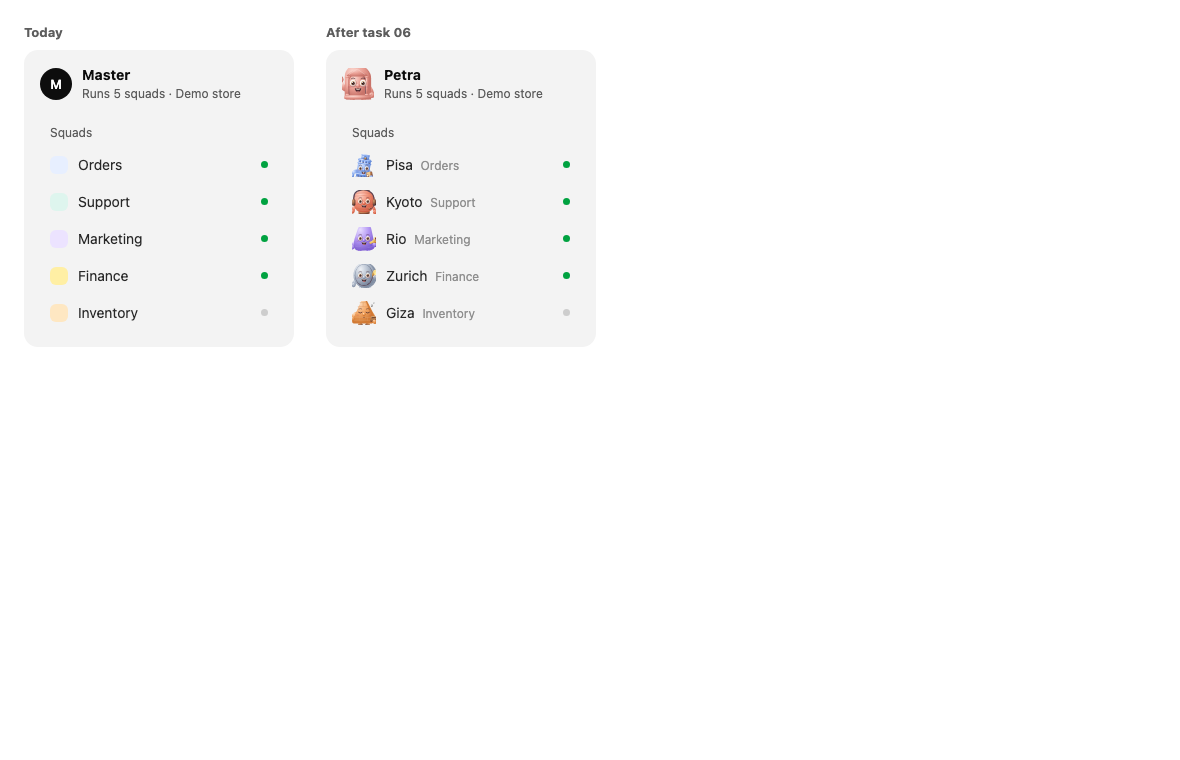 Today
M
Master
Runs 5 squads · Demo store
Squads
Orders
Support
Marketing
Finance
Inventory
After task 06
Petra
Runs 5 squads · Demo store
Squads
Pisa Orders
Kyoto Support
Rio Marketing
Zurich Finance
Giza Inventory